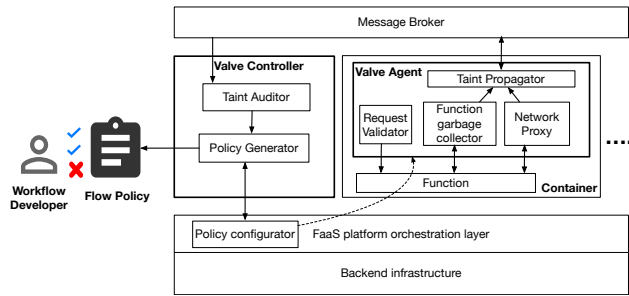 Message Broker
Valve Controller
Taint Auditor
Policy Generator
Workflow
Developer
Flow Policy
Valve Agent
Taint Propagator
Request
Validator
Function
garbage
collector
Network
Proxy
Function
Container
....
Policy configurator
FaaS platform orchestration layer
Backend infrastructure